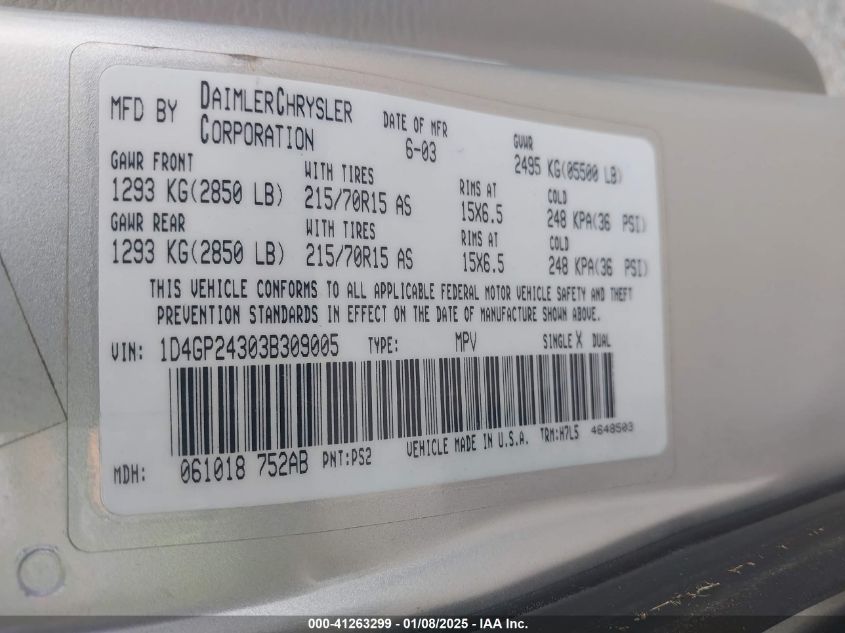 MFD BY DAIMLERCHRYSLER CORPORATION DATE OF MFR 6-03 GVWR 2495 KG(05500 LB)
GAWR FRONT WITH TIRES RIMS AT COLD
1293 KG(2850 LB) 215/70R15 AS 15X6.5 248 KPA(36 PSI)
GAWR REAR WITH TIRES RIMS AT COLD
1293 KG(2850 LB) 215/70R15 AS 15X6.5 248 KPA(36 PSI)
THIS VEHICLE CONFORMS TO ALL APPLICABLE FEDERAL MOTOR VEHICLE SAFETY AND THEFT
PREVENTION STANDARDS IN EFFECT ON THE DATE OF MANUFACTURE SHOWN ABOVE.
VIN: 1D4GP24303B309005 TYPE: MPV SINGLE X DUAL
VEHICLE MADE IN U.S.A. TRM:H7L5 4648503
MDH: 061018 752AB PNT:PS2
000-41263299 - 01/08/2025 - IAA Inc.